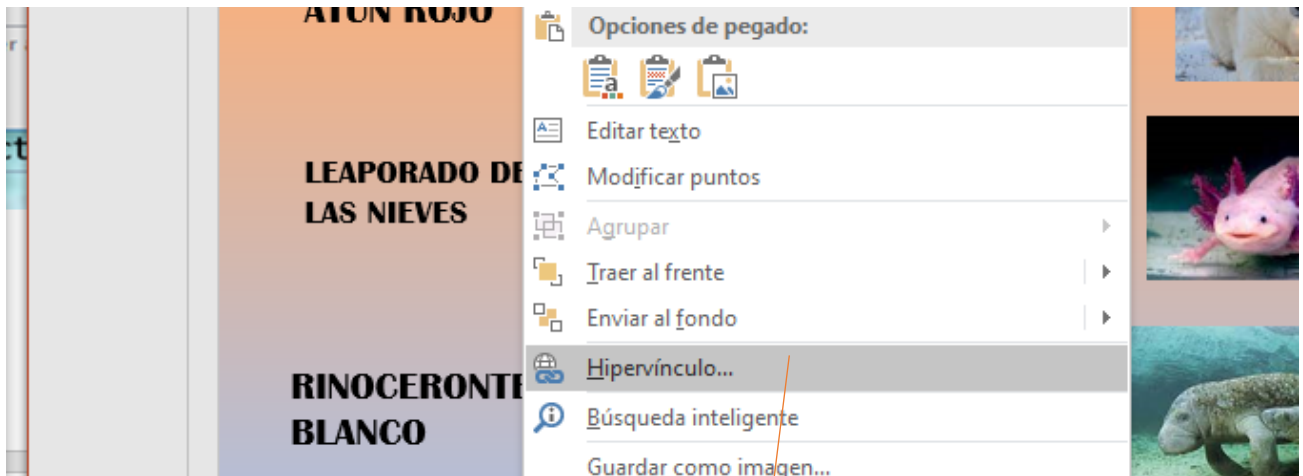 ATUN ROJO
LEAPORADO DE
LAS NIEVES
RINOCERONTE
BLANCO
Opciones de pegado:
Editar texto
Modificar puntos
Agrupar
Traer al frente
Enviar al fondo
Hipervínculo...
Búsqueda inteligente
Guardar como imagen...